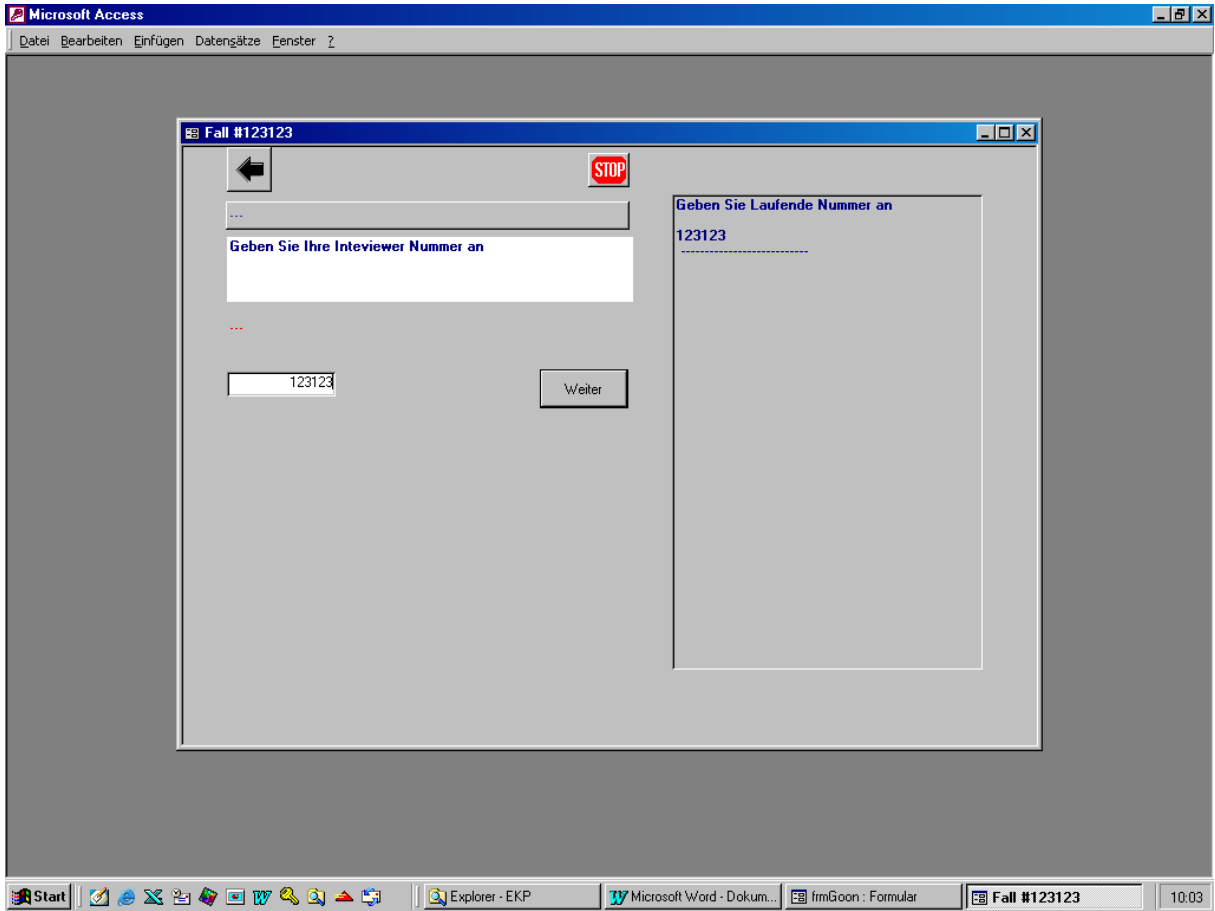 Microsoft Access
Datei Bearbeiten Einfügen Datensätze Fenster ?
Fall #123123
STOP
---
Geben Sie Ihre Inteviewer Nummer an
---
123123
Weiter
Geben Sie Laufende Nummer an
123123
---------------------------
Start Explorer - EKP Microsoft Word - Dokum... frmGoon : Formular Fall #123123 10:03